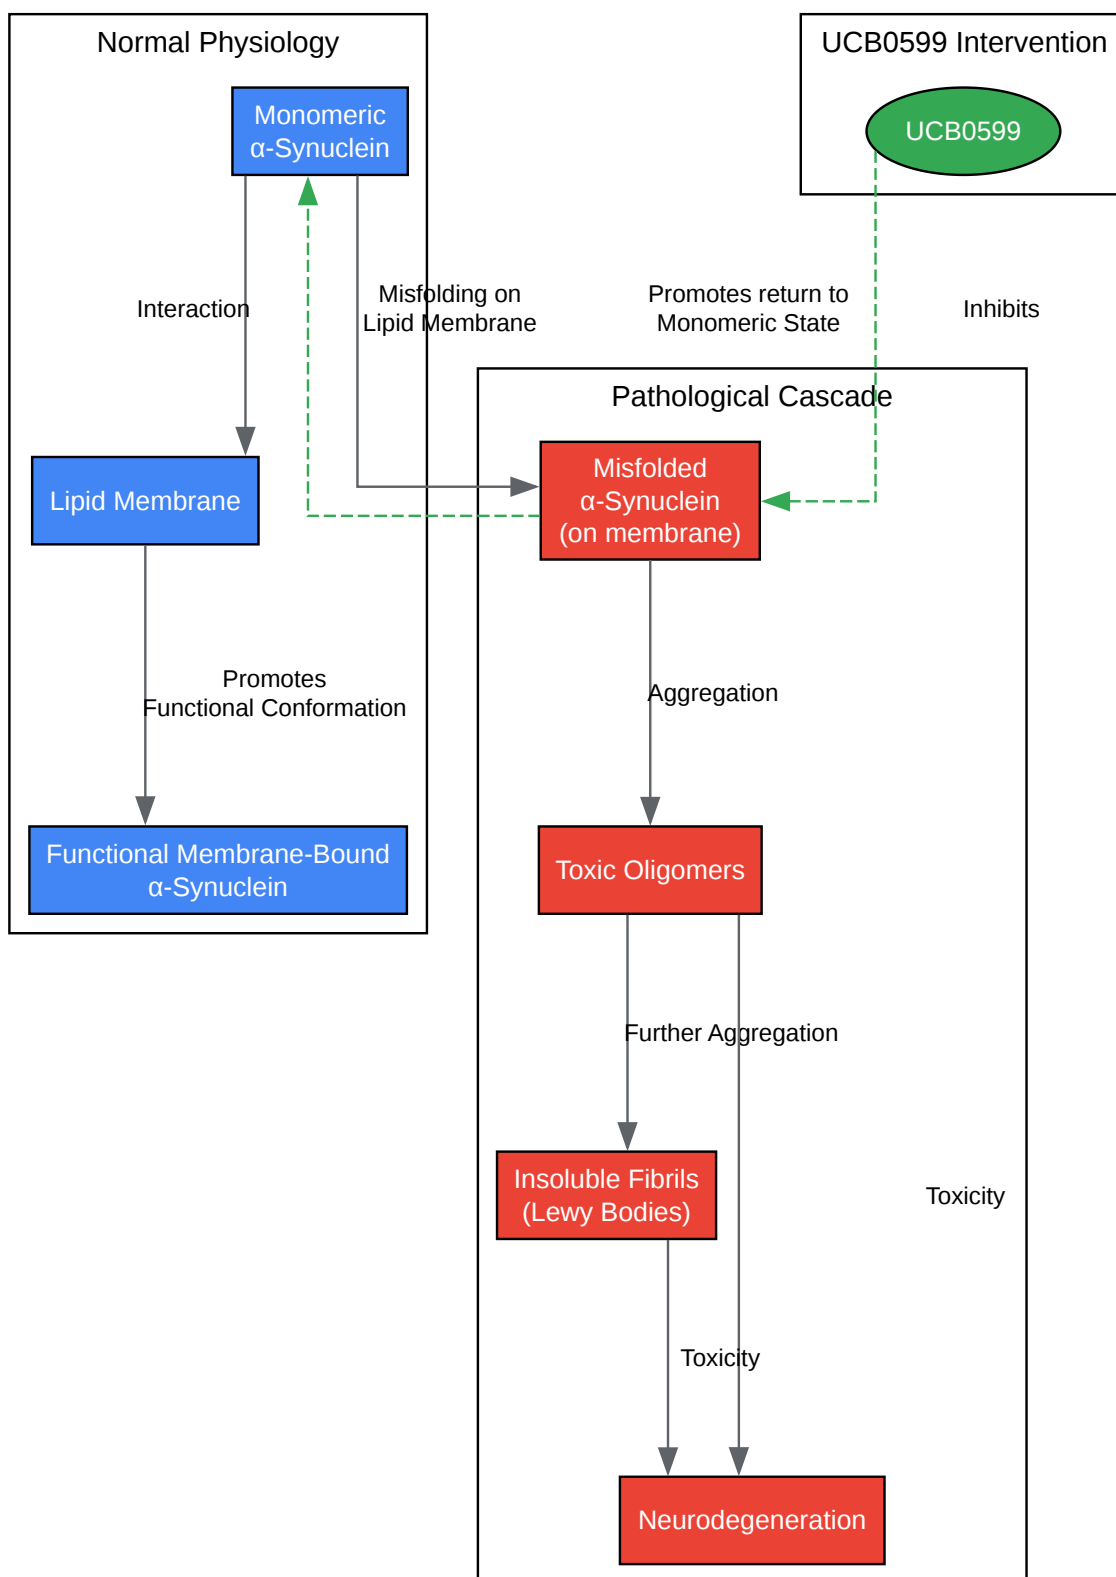 Normal Physiology
UCB0599 Intervention
Monomeric
α-Synuclein
UCB0599
Interaction
Misfolding on
Lipid Membrane
Promotes return to
Monomeric State
Inhibits
Pathological Cascade
Lipid Membrane
Misfolded
α-Synuclein
(on membrane)
Promotes
Functional Conformation
Aggregation
Functional Membrane-Bound
α-Synuclein
Toxic Oligomers
Further Aggregation
Insoluble Fibrils
(Lewy Bodies)
Toxicity
Toxicity
Neurodegeneration